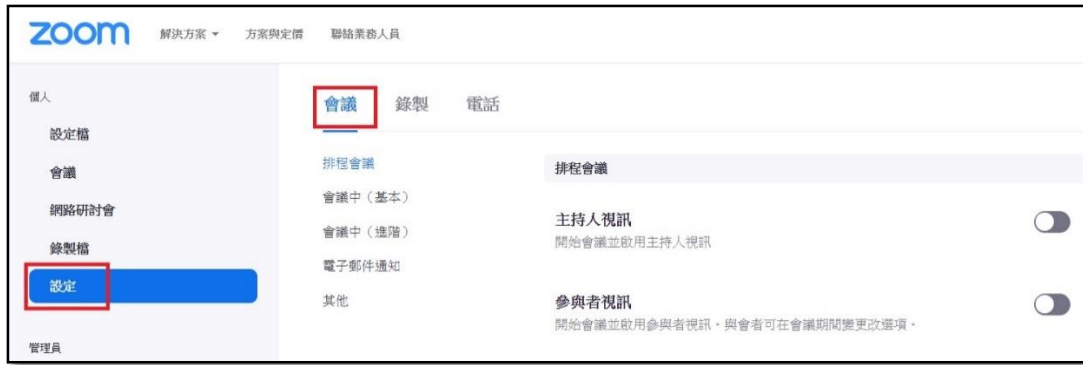 zoom 解決方案 方案與定價 聯絡業務人員
個人
設定檔
會議
網路研討會
錄製檔
設定
管理員
會議 錄製 電話
排程會議
會議中（基本）
會議中（進階）
電子郵件通知
其他
排程會議
主持人視訊
開始會議並啟用主持人視訊
參與者視訊
開始會議並啟用參與者視訊。與會者可在會議期間變更改選項。